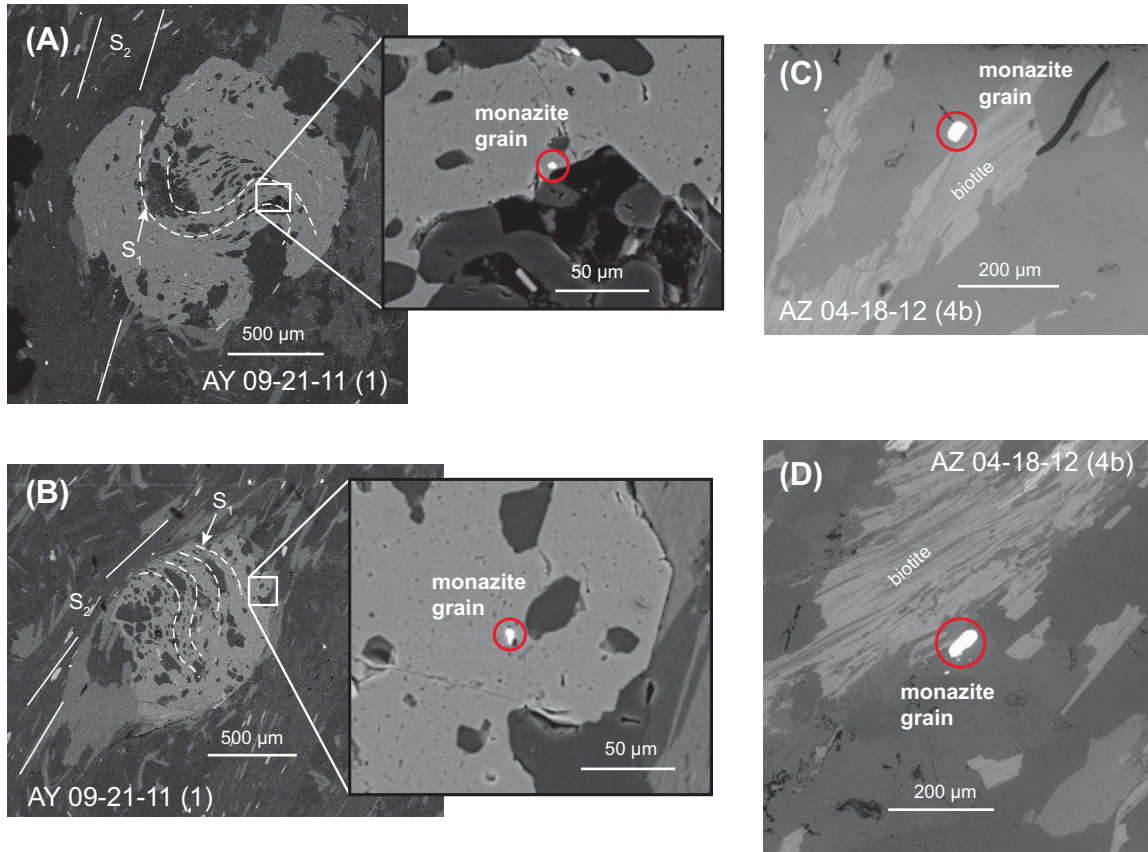 (A)
S2
S1
500 µm
AY 09-21-11 (1)
monazite
grain
50 µm
(C)
monazite
grain
biotite
200 µm
AZ 04-18-12 (4b)
(B)
S1
S2
500 µm
AY 09-21-11 (1)
monazite
grain
50 µm
(D)
AZ 04-18-12 (4b)
biotite
monazite
grain
200 µm